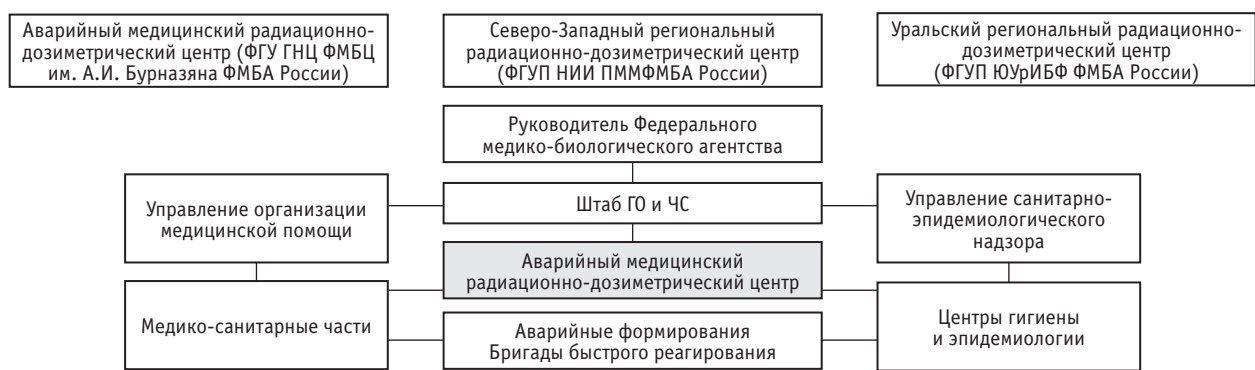 Аварийный медицинский радиационно-
дозиметрический центр (ФГУ ГНЦ ФМБЦ
им. А.И. Бурназяна ФМБА России)
Северо-Западный региональный
радиационно-дозиметрический центр
(ФГУП НИИ ПММФМБА России)
Уральский региональный радиационно-
дозиметрический центр
(ФГУП ЮУрИБФ ФМБА России)
Руководитель Федерального
медико-биологического агентства
Управление организации
медицинской помощи
Штаб ГО и ЧС
Управление санитарно-
эпидемиологического
надзора
Аварийный медицинский
радиационно-дозиметрический центр
Медико-санитарные части
Аварийные формирования
Бригады быстрого реагирования
Центры гигиены
и эпидемиологии